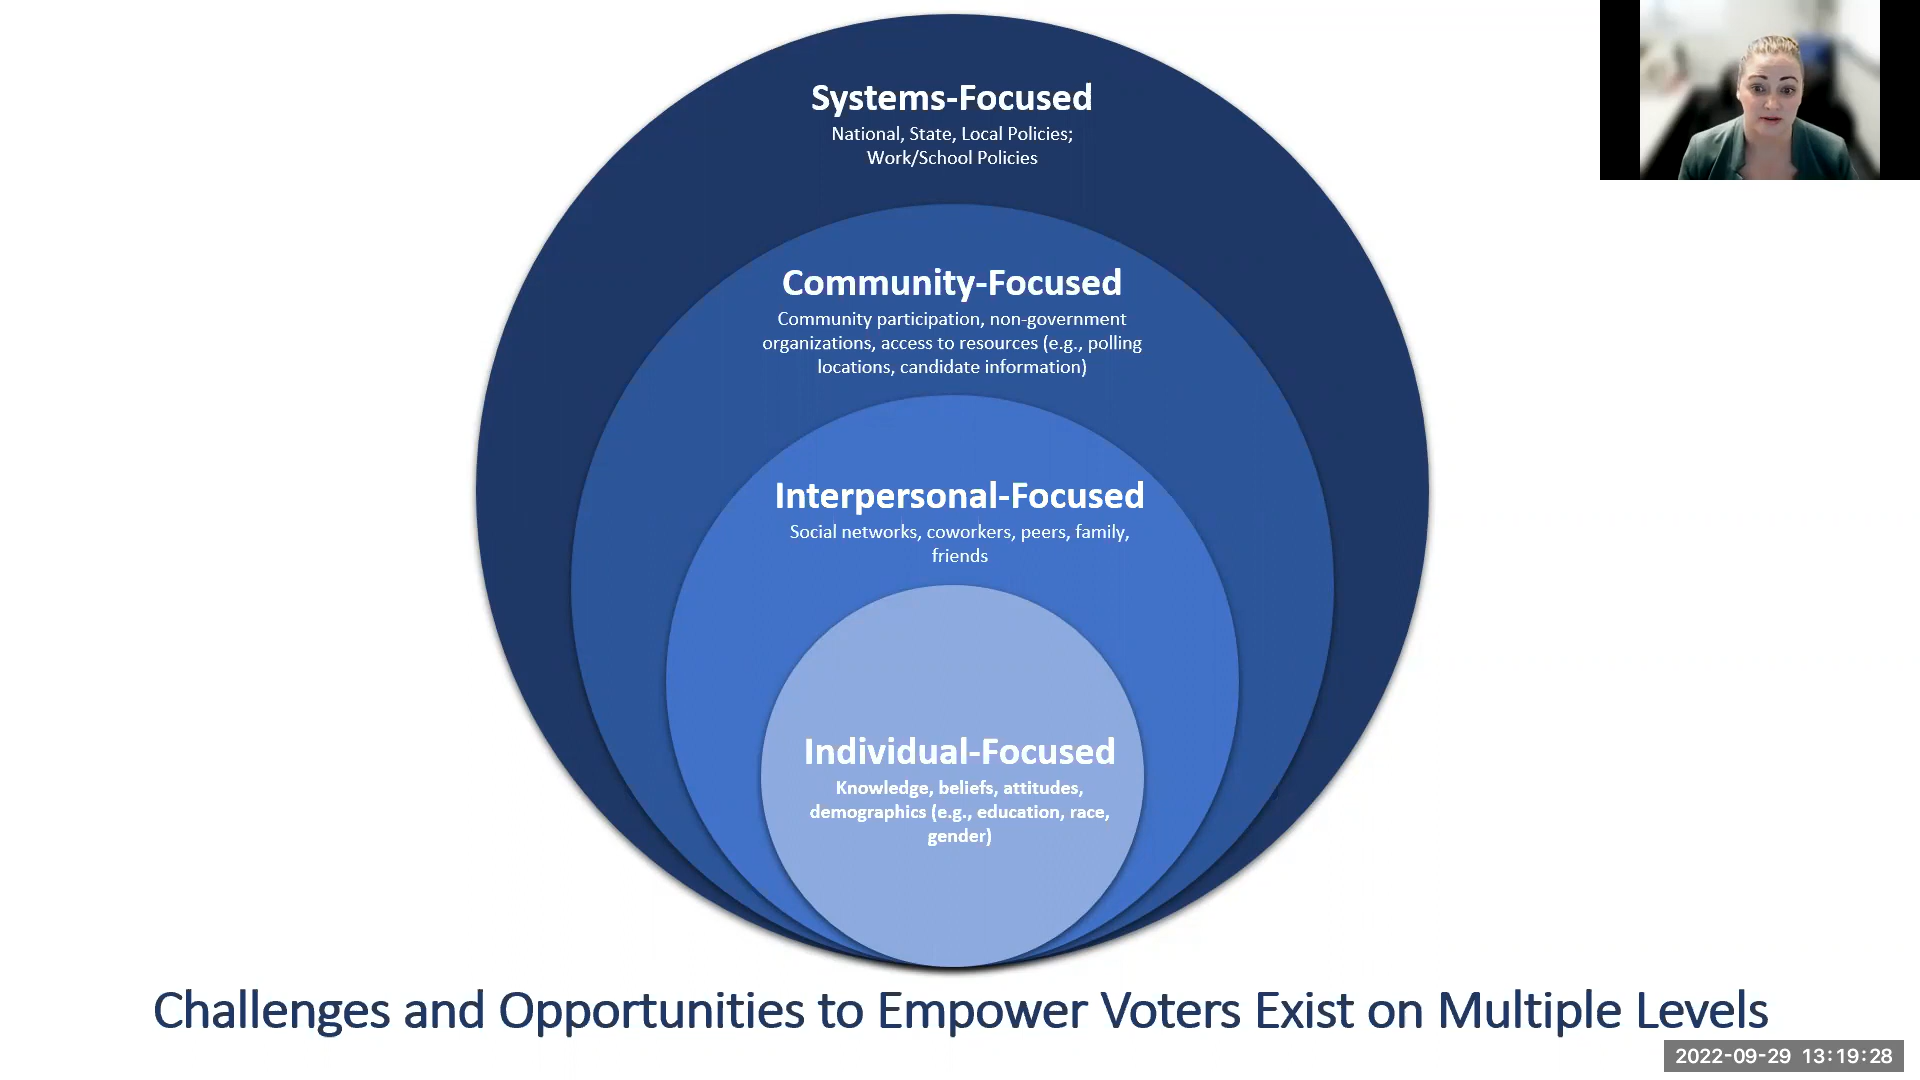 Systems-Focused
National, State, Local Policies;
Work/School Policies
Community-Focused
Community participation, non-government
organizations, access to resources (e.g., polling
locations, candidate information)
Interpersonal-Focused
Social networks, coworkers, peers, family,
friends
Individual-Focused
Knowledge, beliefs, attitudes,
demographics (e.g., education, race,
gender)
Challenges and Opportunities to Empower Voters Exist on Multiple Levels
2022-09-29 13:19:28